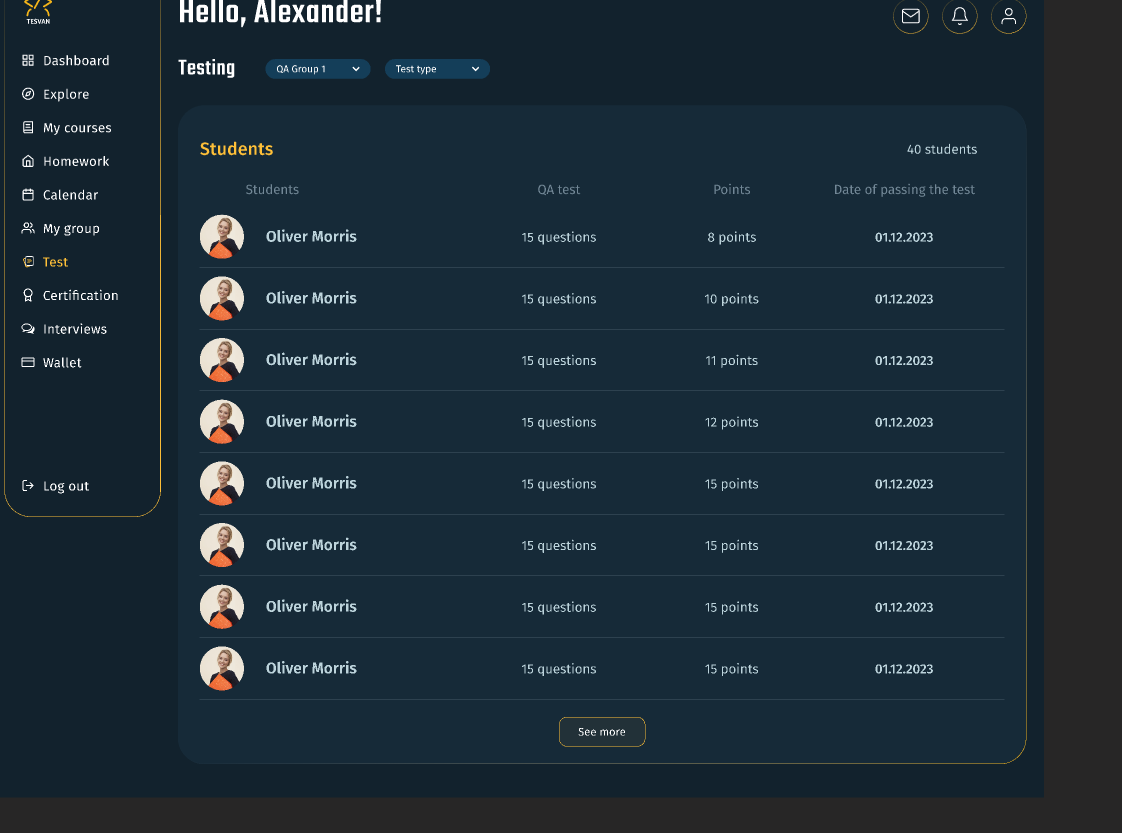 TESVAN
Hello, Alexander!
Dashboard
Explore
My courses
Homework
Calendar
My group
Test
Certification
Interviews
Wallet
Log out
Testing QA Group 1 Test type
Students 40 students
Students QA test Points Date of passing the test
Oliver Morris 15 questions 8 points 01.12.2023
Oliver Morris 15 questions 10 points 01.12.2023
Oliver Morris 15 questions 11 points 01.12.2023
Oliver Morris 15 questions 12 points 01.12.2023
Oliver Morris 15 questions 15 points 01.12.2023
Oliver Morris 15 questions 15 points 01.12.2023
Oliver Morris 15 questions 15 points 01.12.2023
Oliver Morris 15 questions 15 points 01.12.2023
See more